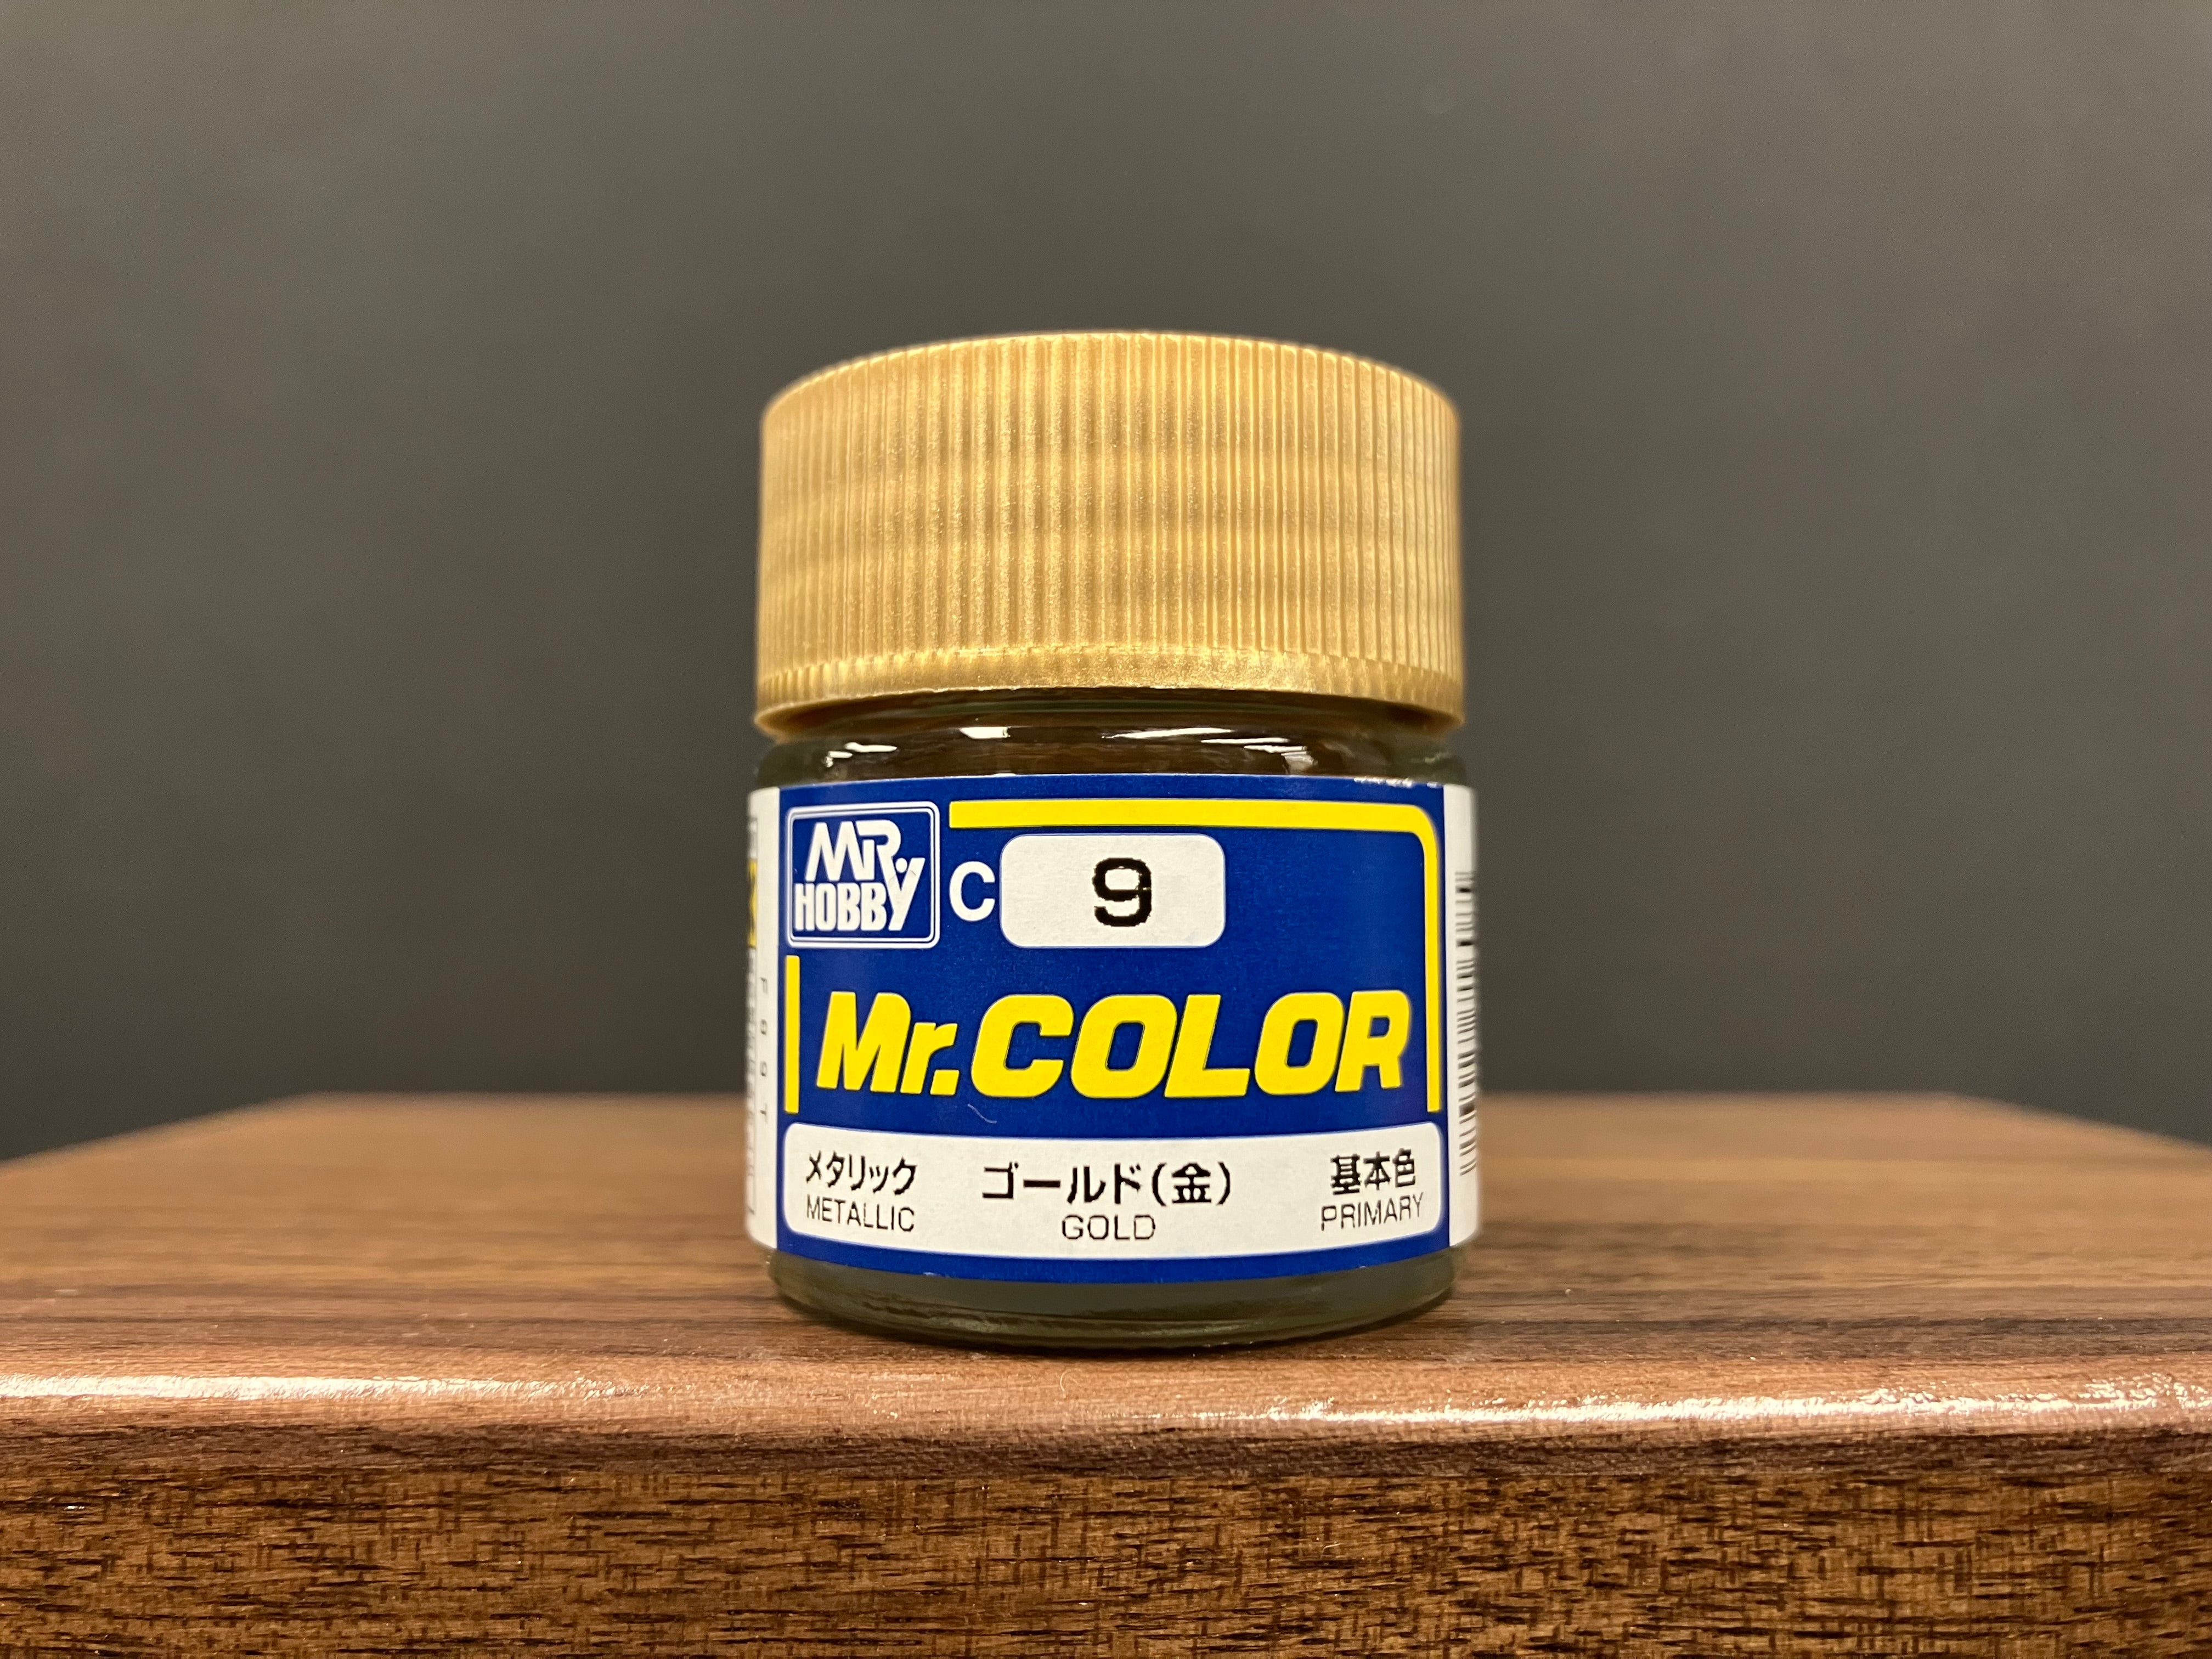 MR. HOBBY
C 9
Mr.COLOR
メタリック ゴールド(金) 基本色
METALLIC GOLD PRIMARY